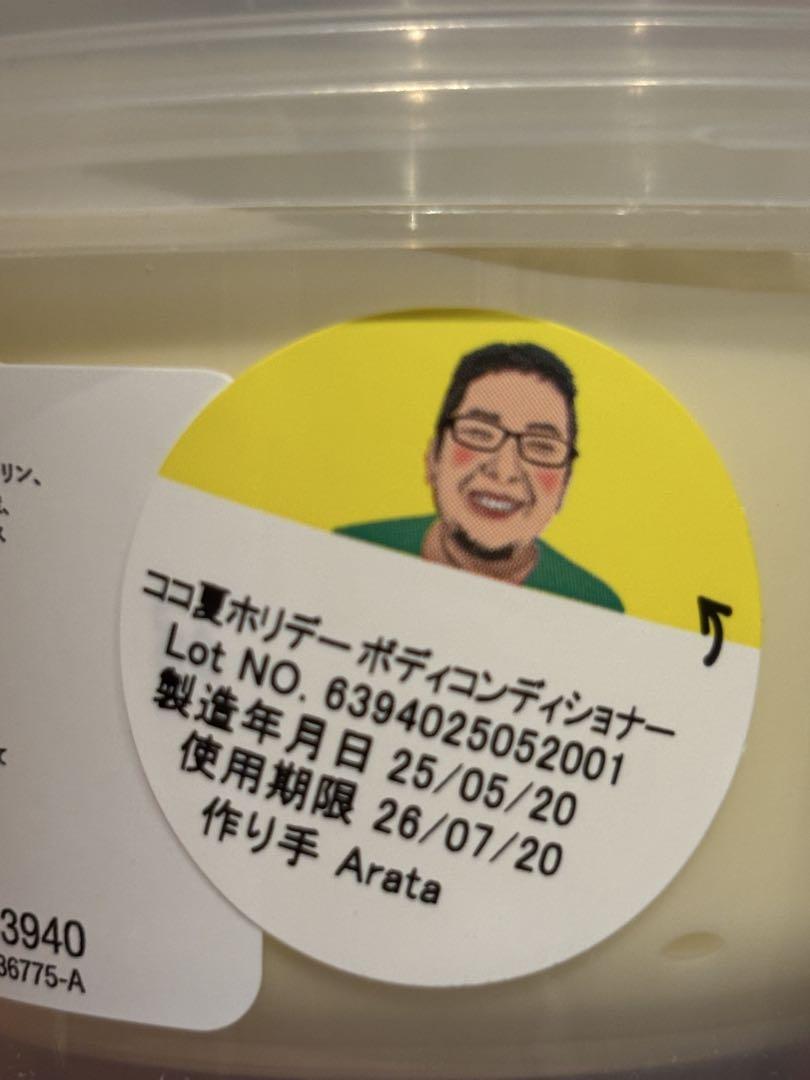 リン、
ココ夏ホリデー ボディコンディショナー
Lot NO. 6394025052001
製造年月日 25/05/20
使用期限 26/07/20
作り手 Arata
3940
36775-A